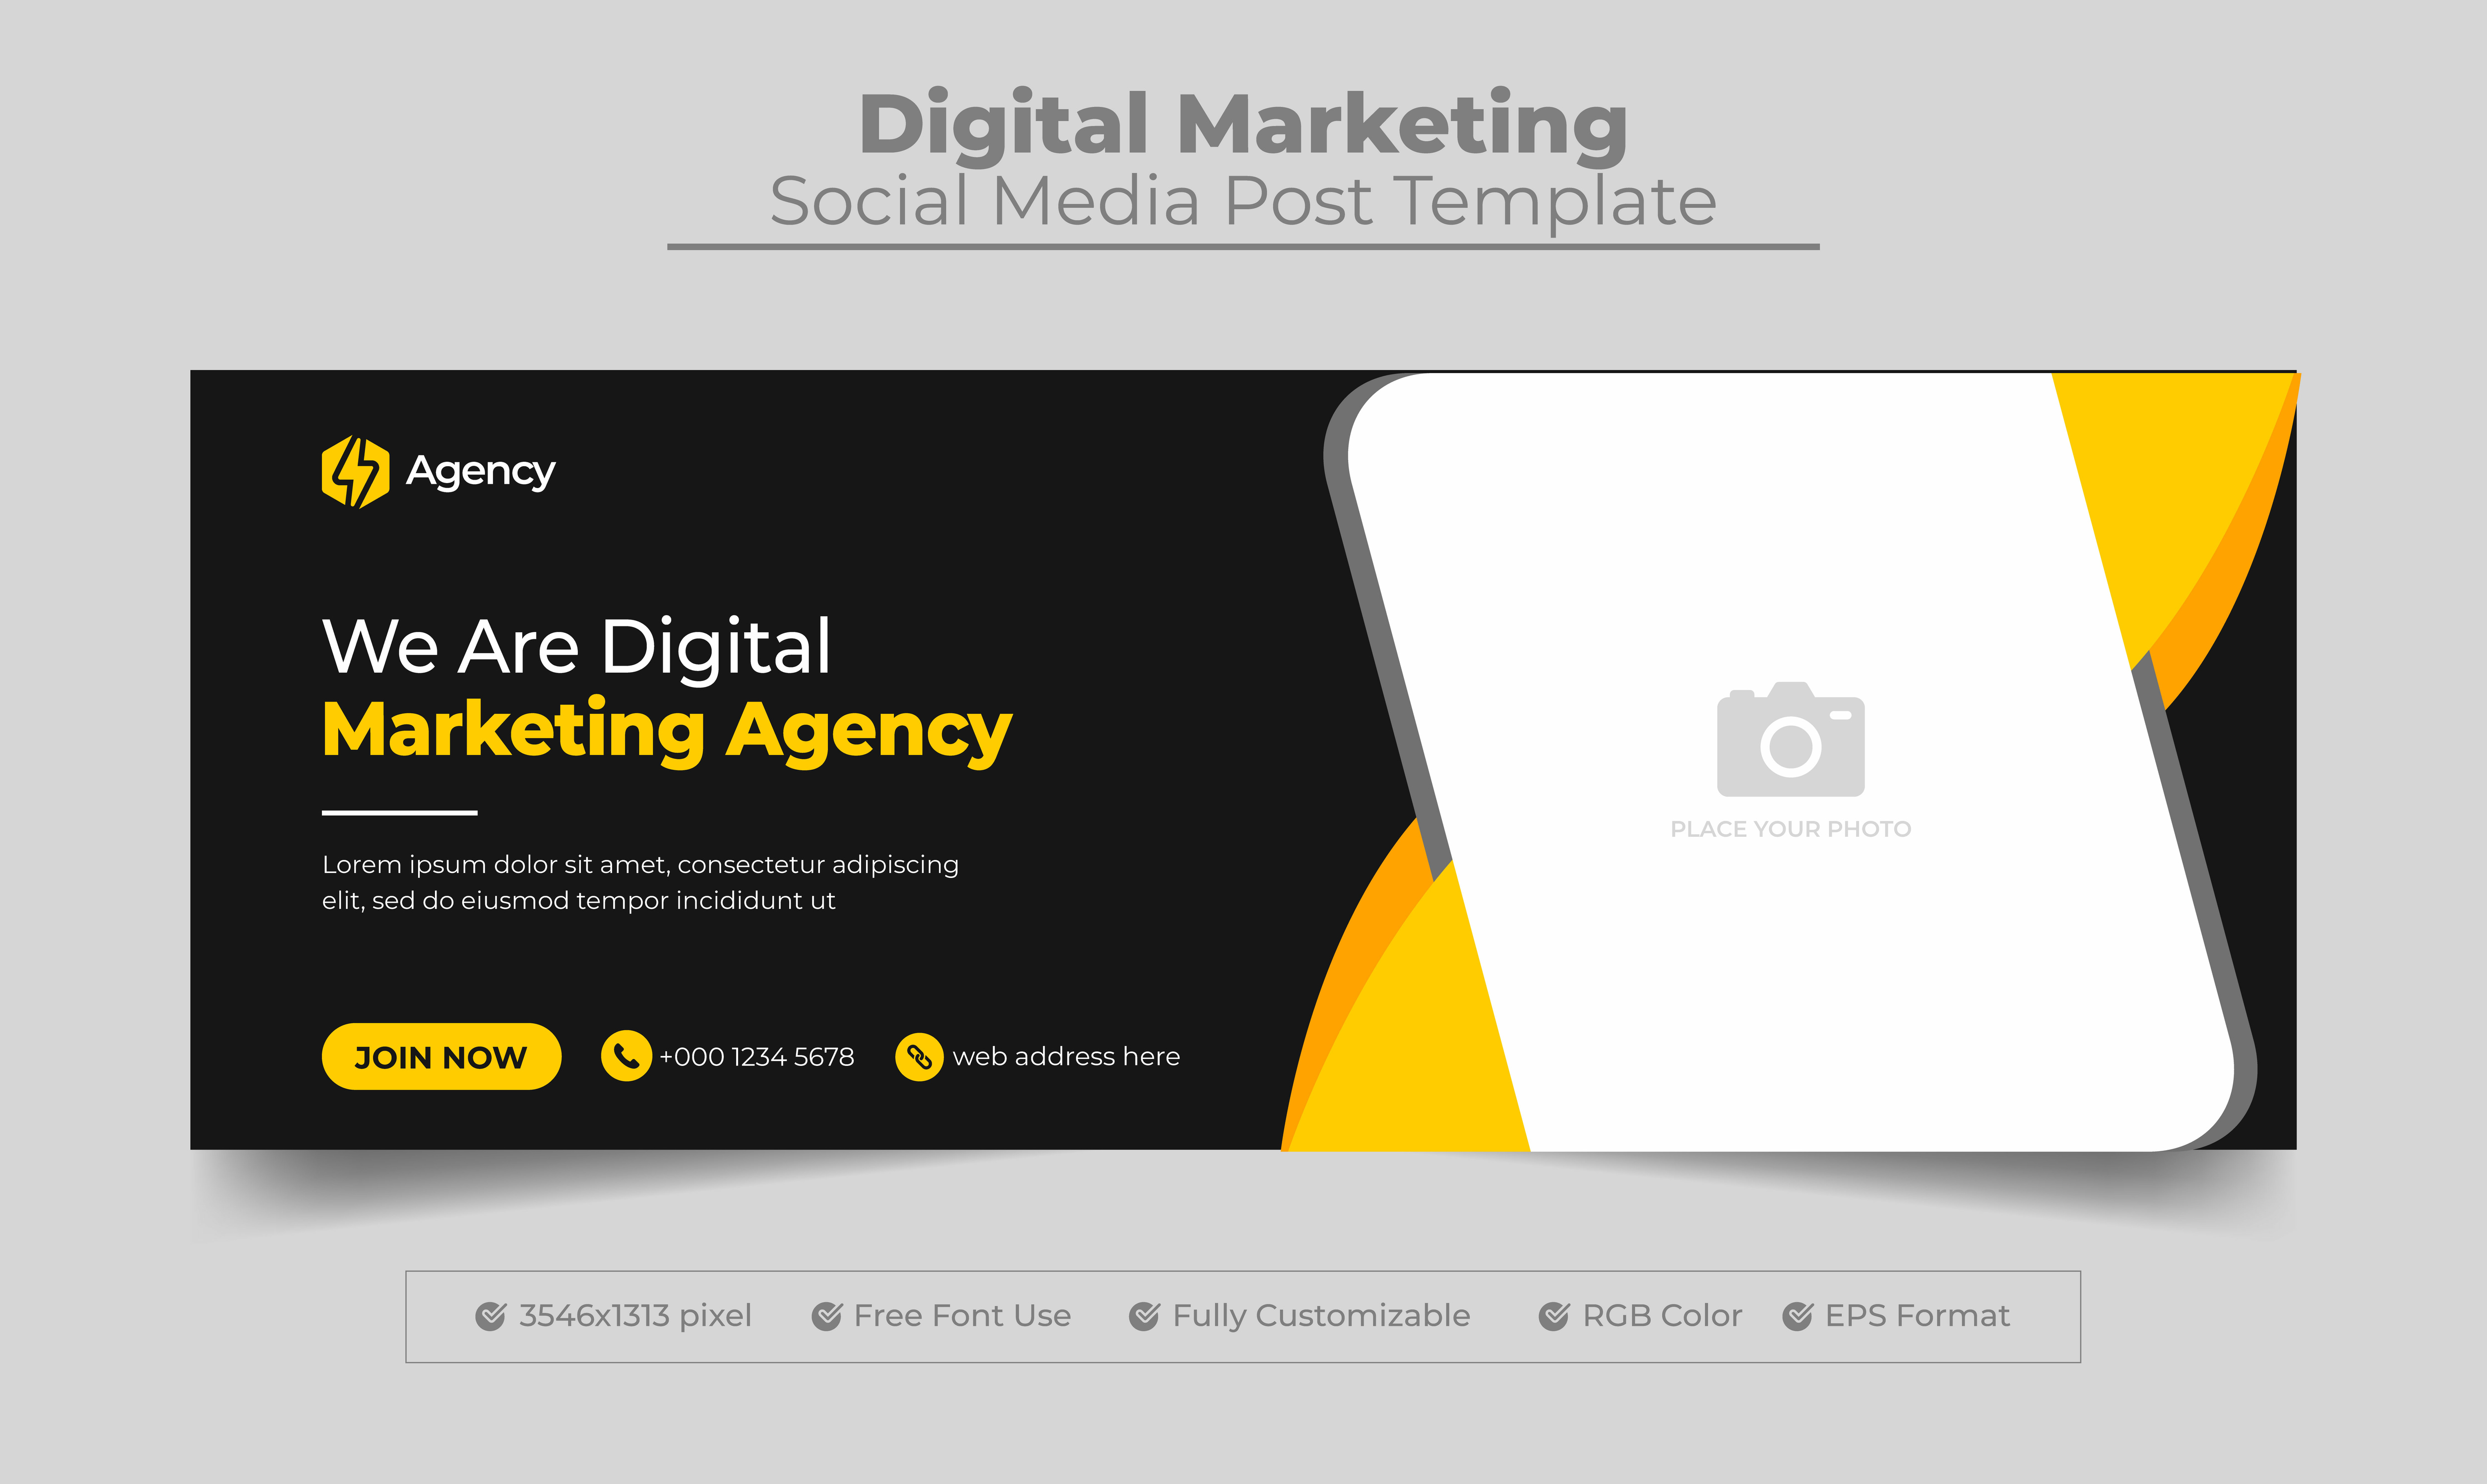 Digital Marketing
Social Media Post Template
Agency
We Are Digital
Marketing Agency
Lorem ipsum dolor sit amet, consectetur adipiscing
elit, sed do eiusmod tempor incididunt ut
JOIN NOW
+000 1234 5678
web address here
PLACE YOUR PHOTO
3546x1313 pixel
Free Font Use
Fully Customizable
RGB Color
EPS Format